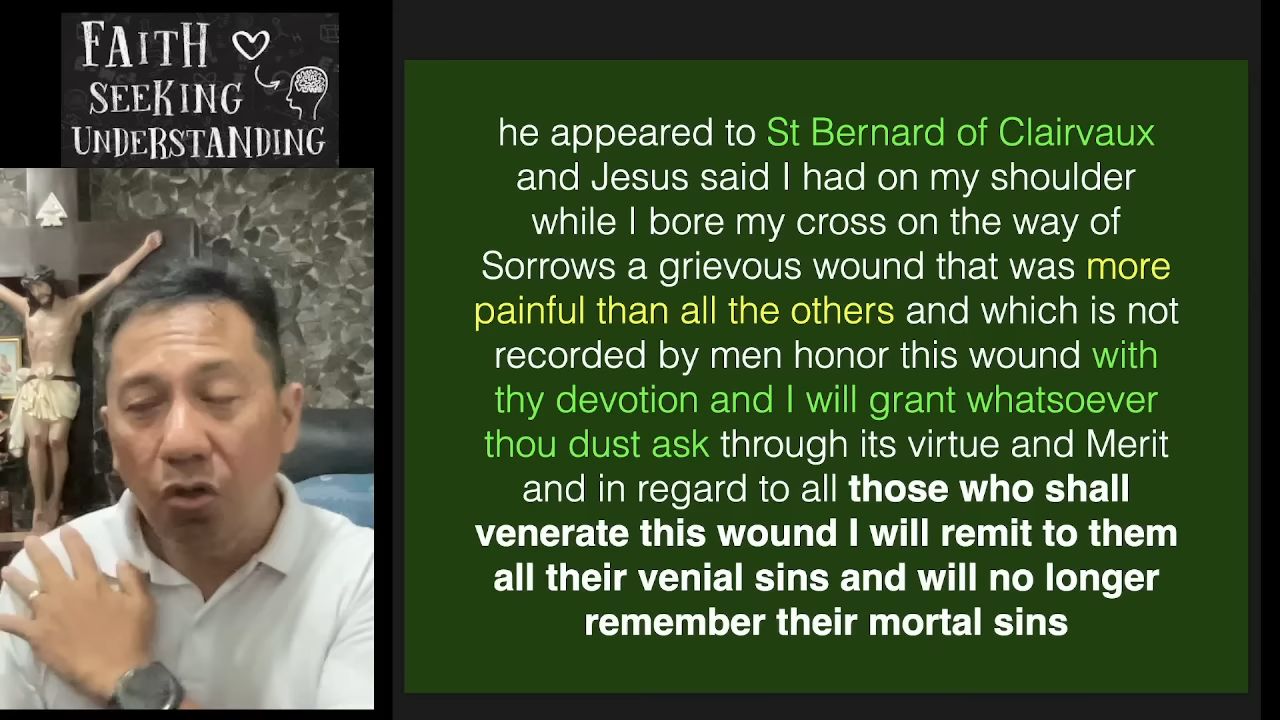 FAITH
SEEKING
UNDERSTANDING
he appeared to St Bernard of Clairvaux
and Jesus said I had on my shoulder
while I bore my cross on the way of
Sorrows a grievous wound that was more
painful than all the others and which is not
recorded by men honor this wound with
thy devotion and I will grant whatsoever
thou dust ask through its virtue and Merit
and in regard to all those who shall
venerate this wound I will remit to them
all their venial sins and will no longer
remember their mortal sins